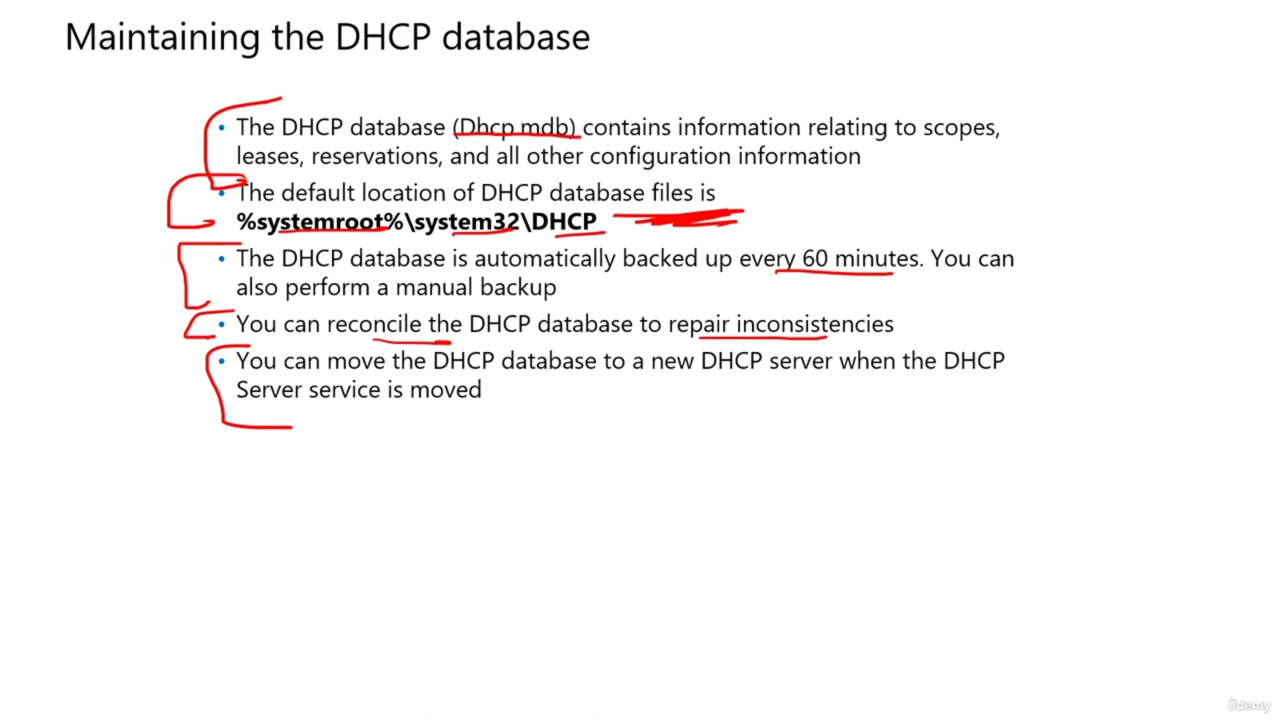 Maintaining the DHCP database
• The DHCP database (Dhcp.mdb) contains information relating to scopes,
leases, reservations, and all other configuration information
• The default location of DHCP database files is
%systemroot%\system32\DHCP
• The DHCP database is automatically backed up every 60 minutes. You can
also perform a manual backup
• You can reconcile the DHCP database to repair inconsistencies
• You can move the DHCP database to a new DHCP server when the DHCP
Server service is moved
ûdemy